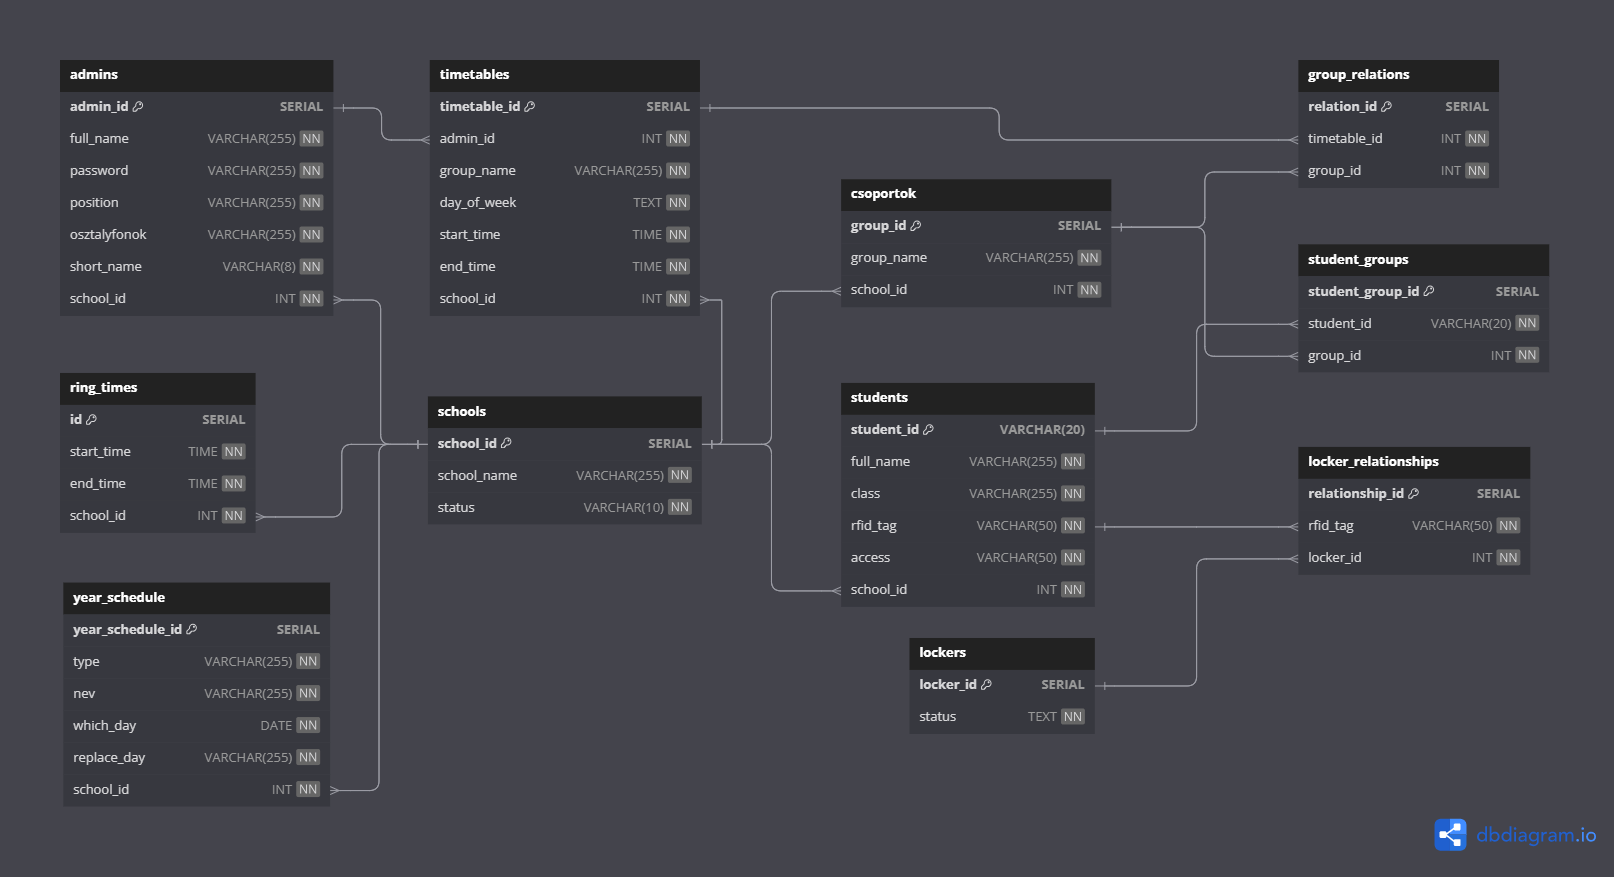 admins
admin_id SERIAL
full_name VARCHAR(255) NN
password VARCHAR(255) NN
position VARCHAR(255) NN
osztalyfonok VARCHAR(255) NN
short_name VARCHAR(8) NN
school_id INT NN
timetables
timetable_id SERIAL
admin_id INT NN
group_name VARCHAR(255) NN
day_of_week TEXT NN
start_time TIME NN
end_time TIME NN
school_id INT NN
group_relations
relation_id SERIAL
timetable_id INT NN
group_id INT NN
csoportok
group_id SERIAL
group_name VARCHAR(255) NN
school_id INT NN
student_groups
student_group_id SERIAL
student_id VARCHAR(20) NN
group_id INT NN
ring_times
id SERIAL
start_time TIME NN
end_time TIME NN
school_id INT NN
schools
school_id SERIAL
school_name VARCHAR(255) NN
status VARCHAR(10) NN
students
student_id VARCHAR(20)
full_name VARCHAR(255) NN
class VARCHAR(255) NN
rfid_tag VARCHAR(50) NN
access VARCHAR(50) NN
school_id INT NN
locker_relationships
relationship_id SERIAL
rfid_tag VARCHAR(50) NN
locker_id INT NN
year_schedule
year_schedule_id SERIAL
type VARCHAR(255) NN
nev VARCHAR(255) NN
which_day DATE NN
replace_day VARCHAR(255) NN
school_id INT NN
lockers
locker_id SERIAL
status TEXT NN
dbdiagram.io